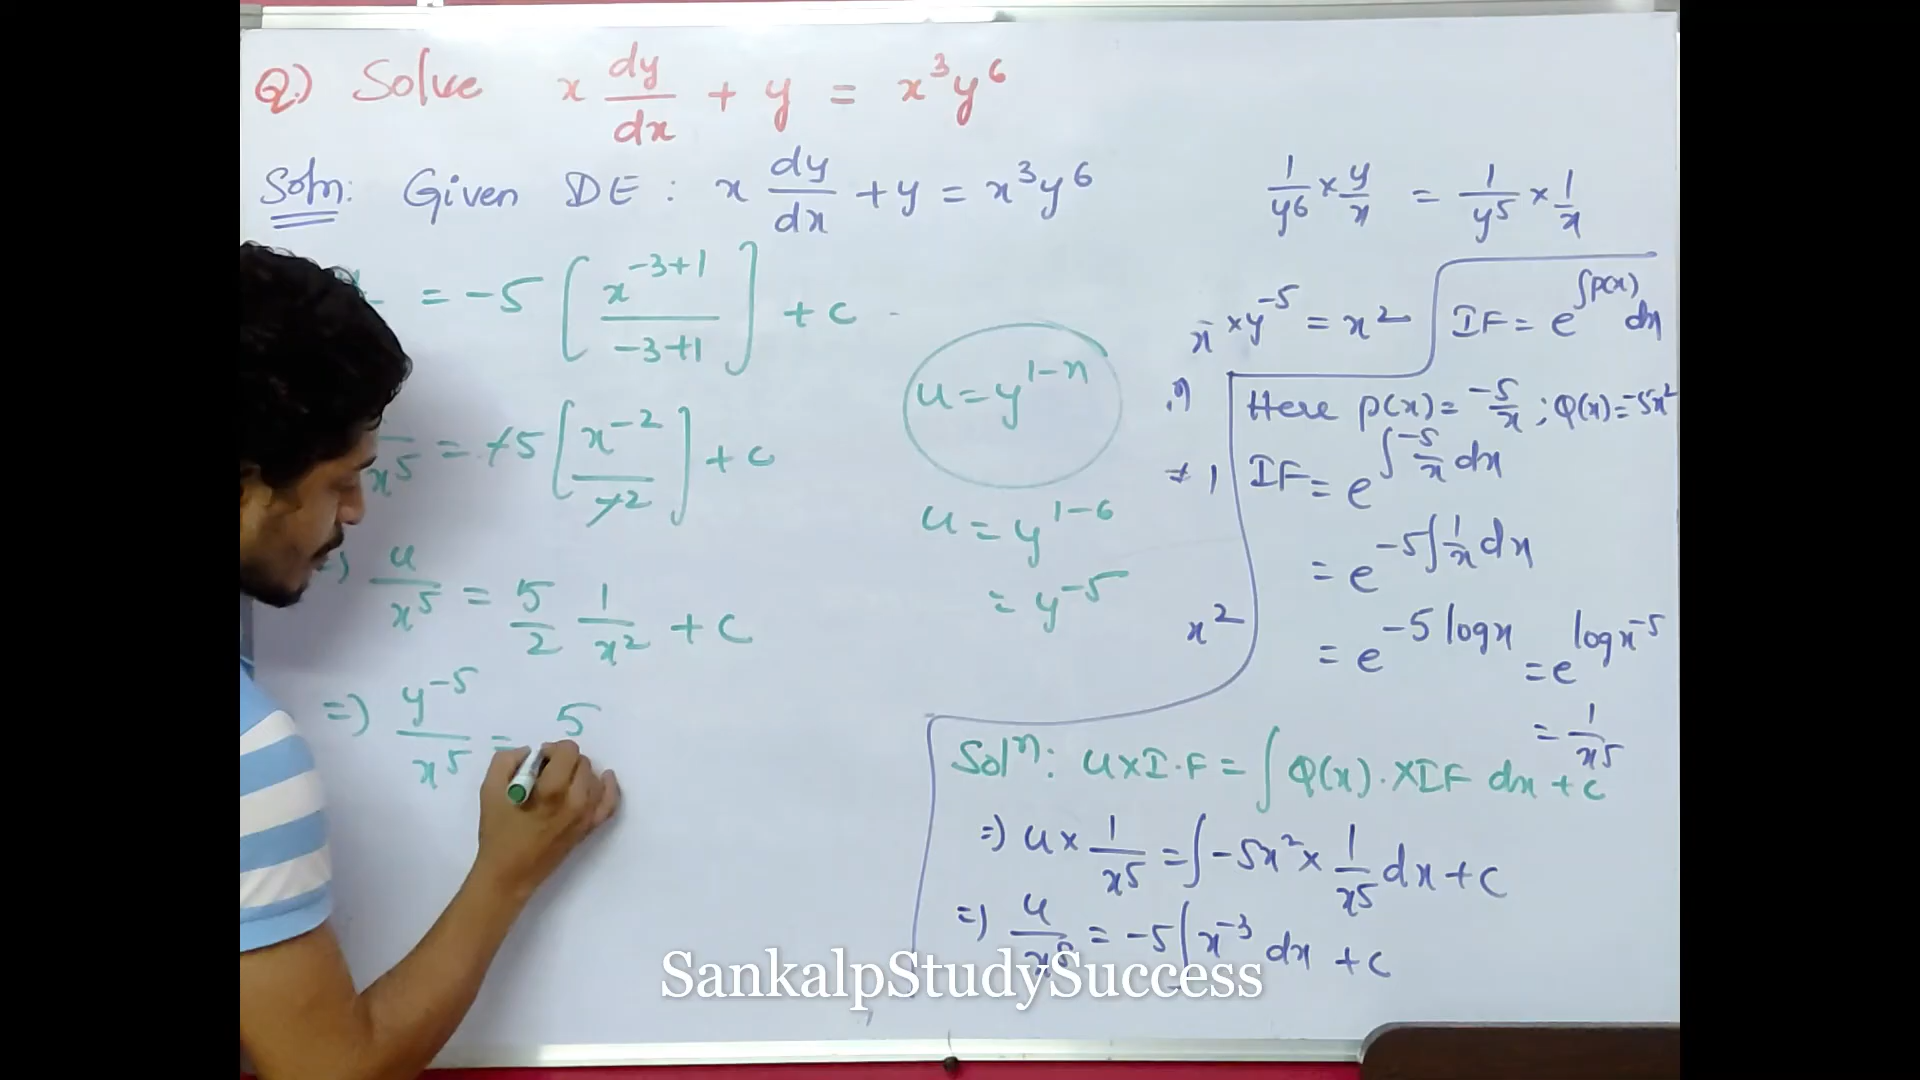 Q.) Solve x dy/dx + y = x³y⁶
Soln: Given DE : x dy/dx + y = x³y⁶
= -5 [ x^(-3+1) / (-3+1) ] + c
/x⁵ = -5 [ x⁻² / -2 ] + c
=) u/x⁵ = 5/2 1/x² + c
=) y⁻⁵/x⁵ = 5
u = y^(1-n)
u = y^(1-6)
= y⁻⁵
1/y⁶ × y/x = 1/y⁵ × 1/x
x × y⁻⁵ = x²
x²
IF = e^(∫p(x) dx)
Here p(x) = -5/x ; Q(x) = -5x²
IF = e^(∫-5/x dx)
= e^(-5∫1/x dx)
= e^(-5 log x) = e^(log x⁻⁵)
= 1/x⁵
Solⁿ: u×I.F = ∫ Q(x).×IF dx + c
=) u × 1/x⁵ = ∫ -5x² × 1/x⁵ dx + c
=) u/x⁵ = -5 ∫ x⁻³ dx + c
SankalpStudySuccess